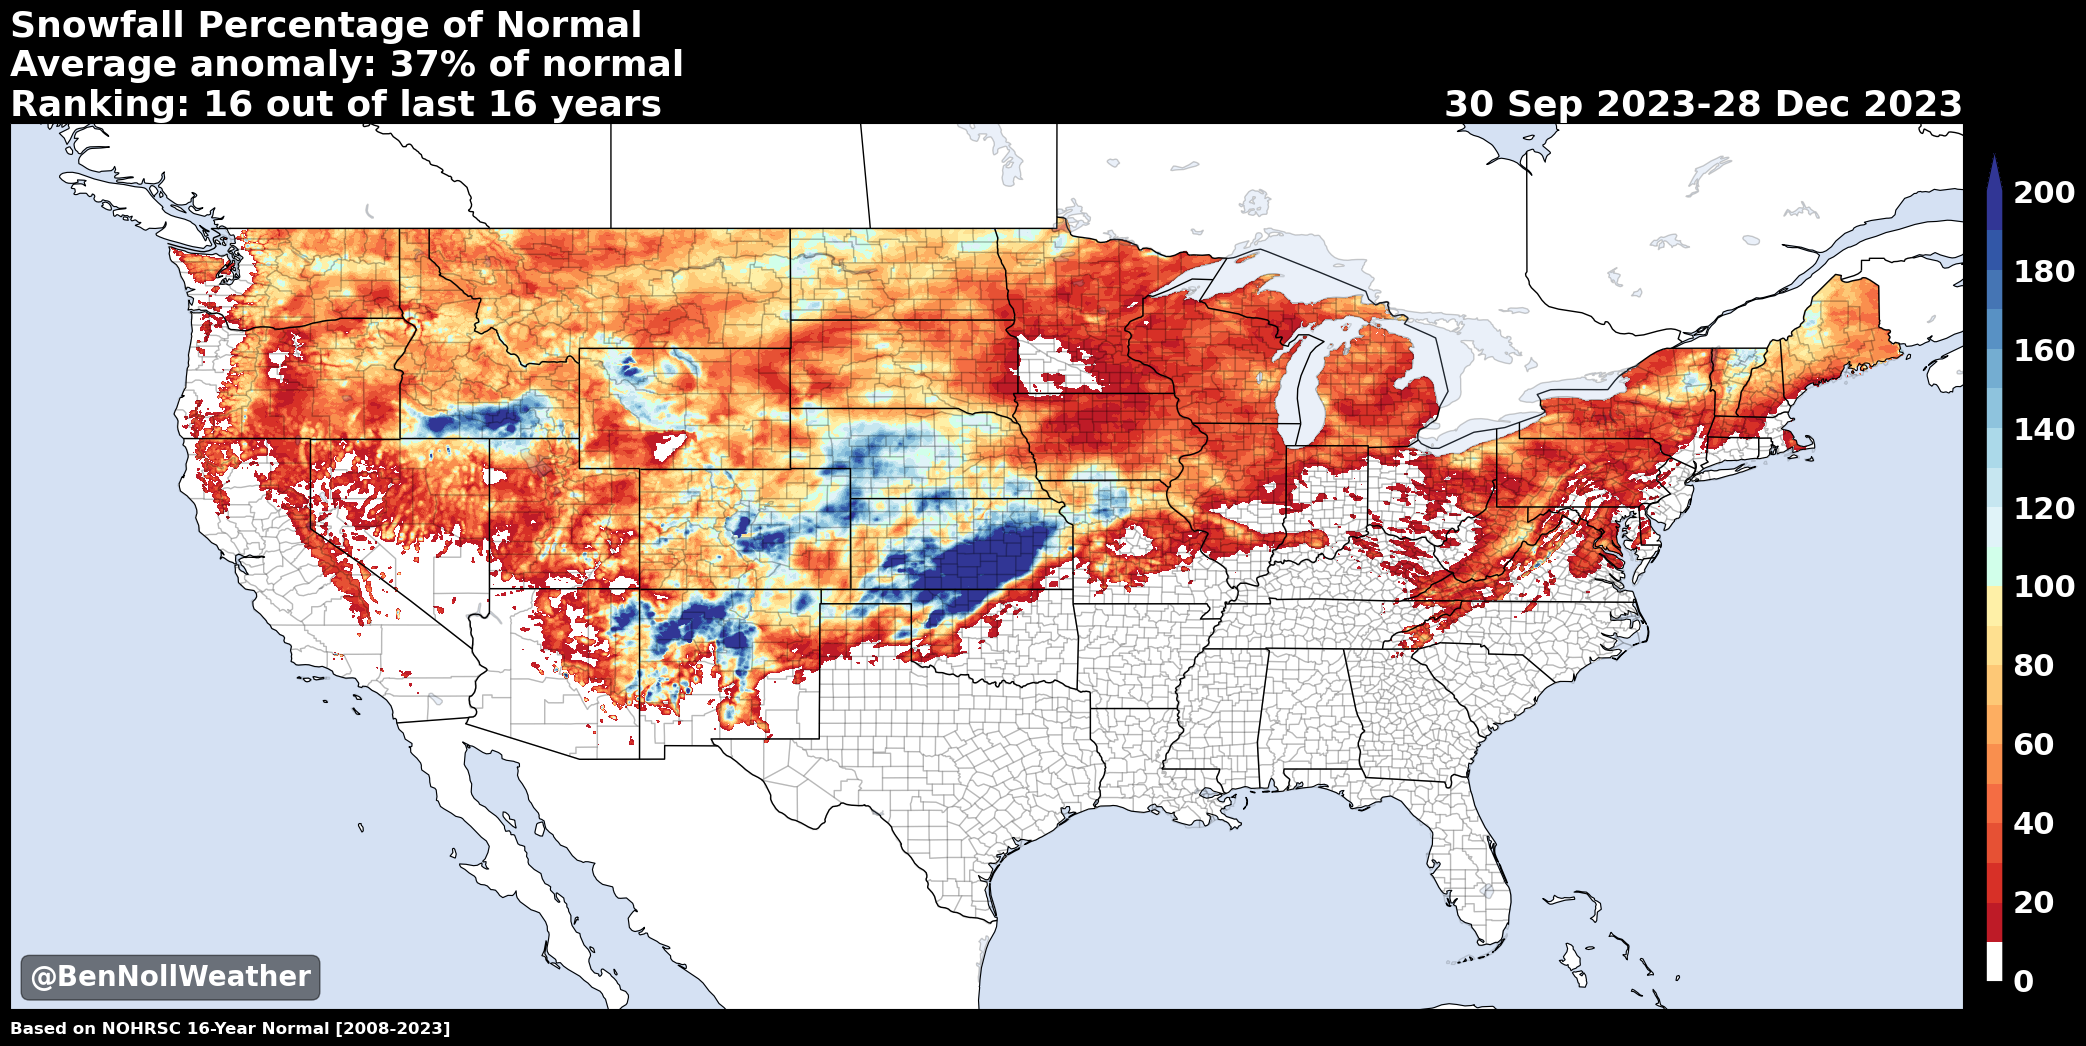 Snowfall Percentage of Normal
Average anomaly: 37% of normal
Ranking: 16 out of last 16 years
30 Sep 2023-28 Dec 2023
200
180
160
140
120
100
80
60
40
20
0
@BenNollWeather
Based on NOHRSC 16-Year Normal [2008-2023]